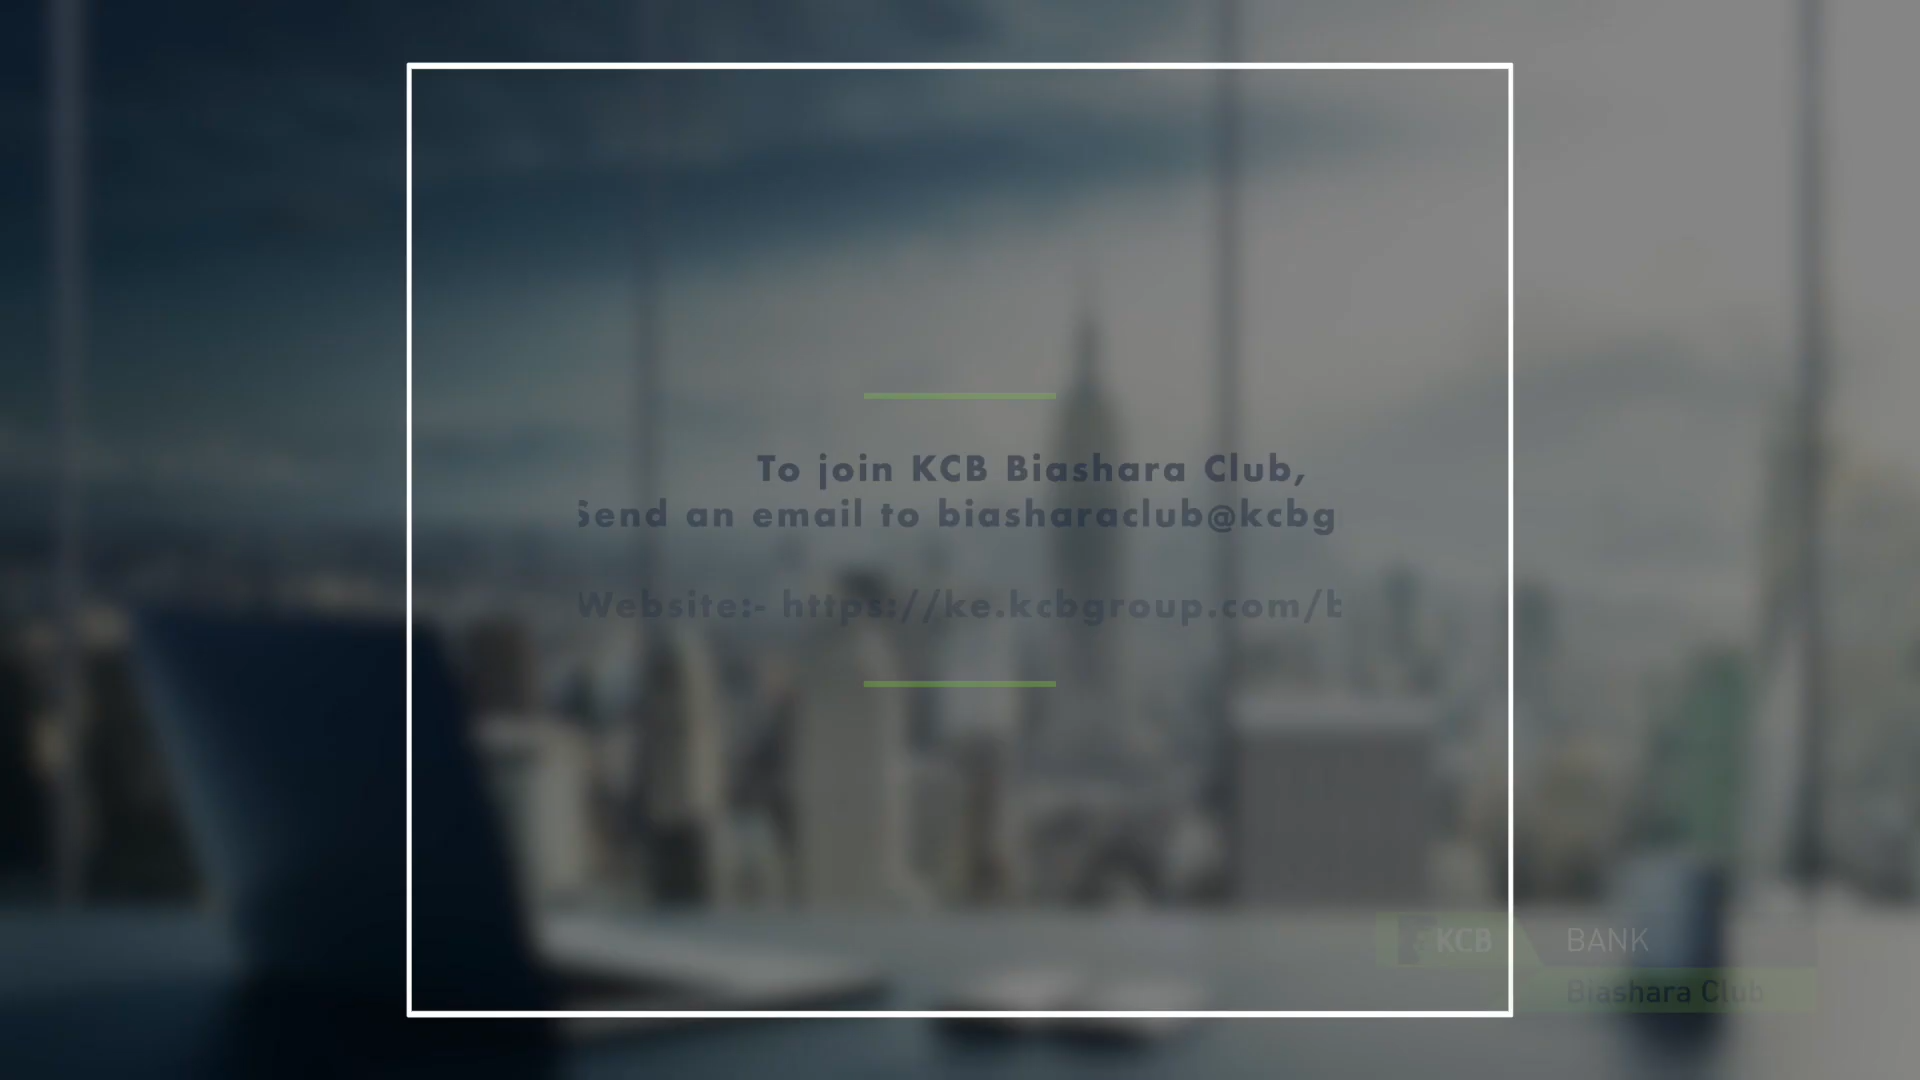 To join KCB Biashara Club,
Send an email to biasharaclub@kcbg
Website:- https://ke.kcbgroup.com/b
KCB BANK
Biashara Club